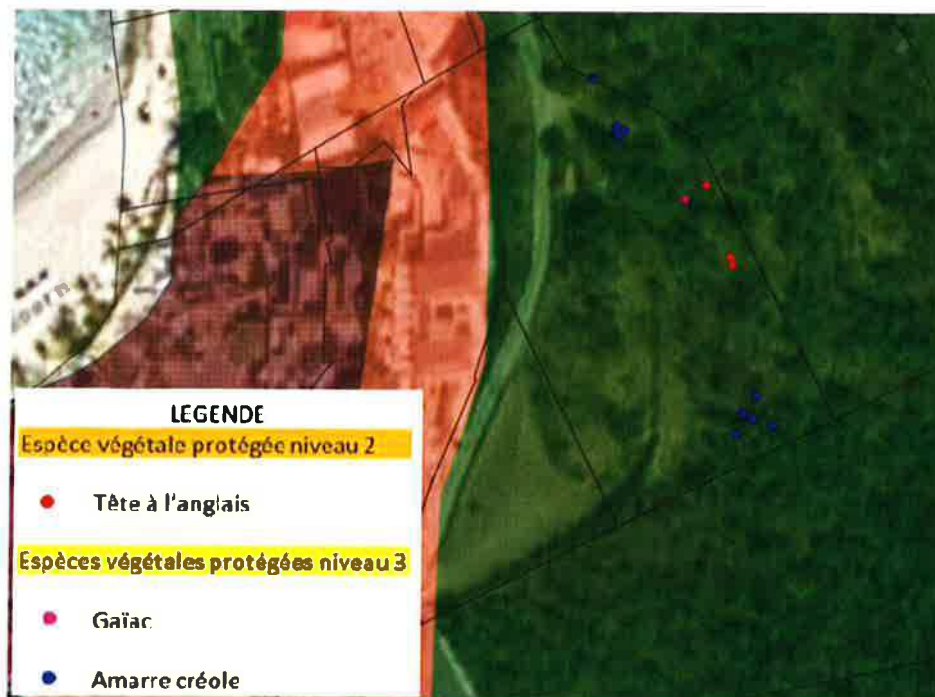 LEGENDE
Espèce végétale protégée niveau 2
Tête à l'anglais
Espèces végétales protégées niveau 3
Gaïac
Amarre créole